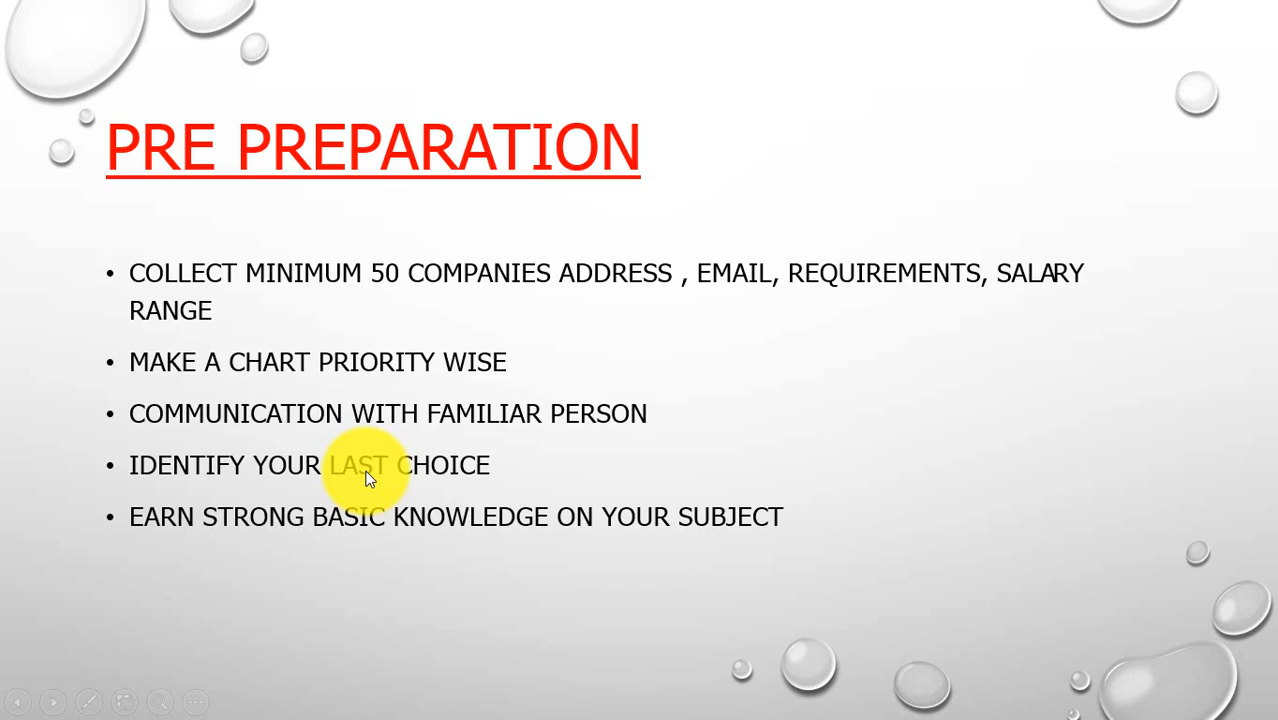 PRE PREPARATION
• COLLECT MINIMUM 50 COMPANIES ADDRESS , EMAIL, REQUIREMENTS, SALARY
RANGE
• MAKE A CHART PRIORITY WISE
• COMMUNICATION WITH FAMILIAR PERSON
• IDENTIFY YOUR LAST CHOICE
• EARN STRONG BASIC KNOWLEDGE ON YOUR SUBJECT